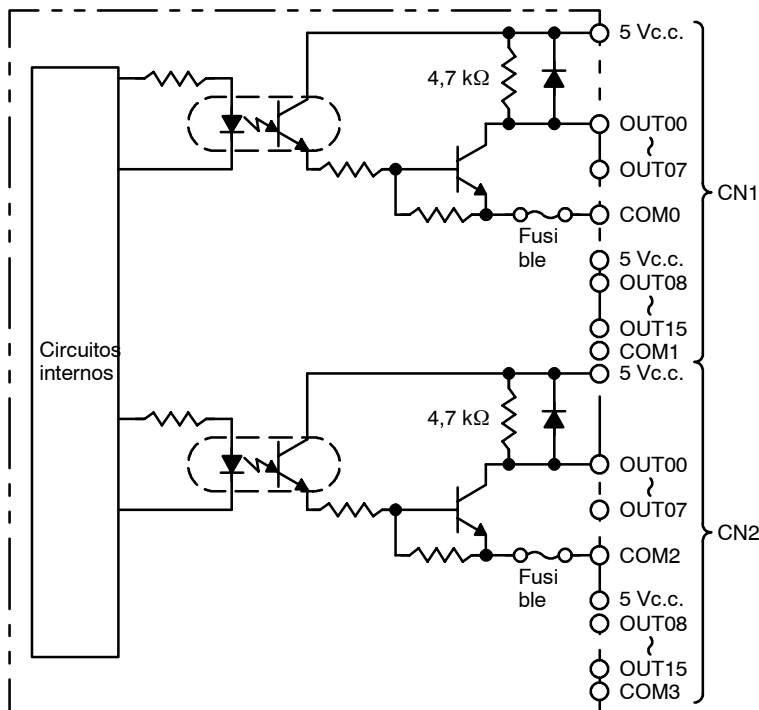 5 Vc.c.
4,7 kΩ
OUT00
~
OUT07
CN1
COM0
Fusi
ble
5 Vc.c.
OUT08
~
OUT15
Circuitos
internos
COM1
5 Vc.c.
4,7 kΩ
OUT00
~
OUT07
CN2
COM2
Fusi
ble
5 Vc.c.
OUT08
~
OUT15
COM3